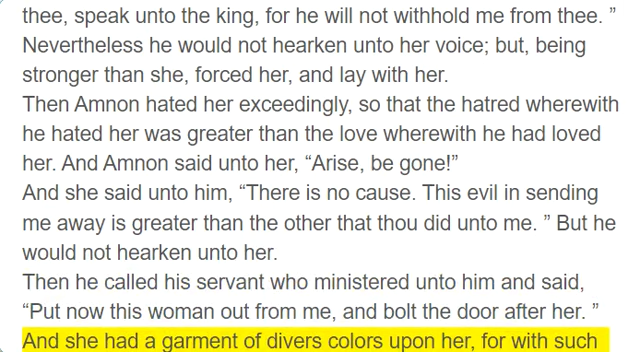 thee, speak unto the king, for he will not withhold me from thee. ”
Nevertheless he would not hearken unto her voice; but, being
stronger than she, forced her, and lay with her.
Then Amnon hated her exceedingly, so that the hatred wherewith
he hated her was greater than the love wherewith he had loved
her. And Amnon said unto her, “Arise, be gone!”
And she said unto him, “There is no cause. This evil in sending
me away is greater than the other that thou did unto me. ” But he
would not hearken unto her.
Then he called his servant who ministered unto him and said,
“Put now this woman out from me, and bolt the door after her. ”
And she had a garment of divers colors upon her, for with such